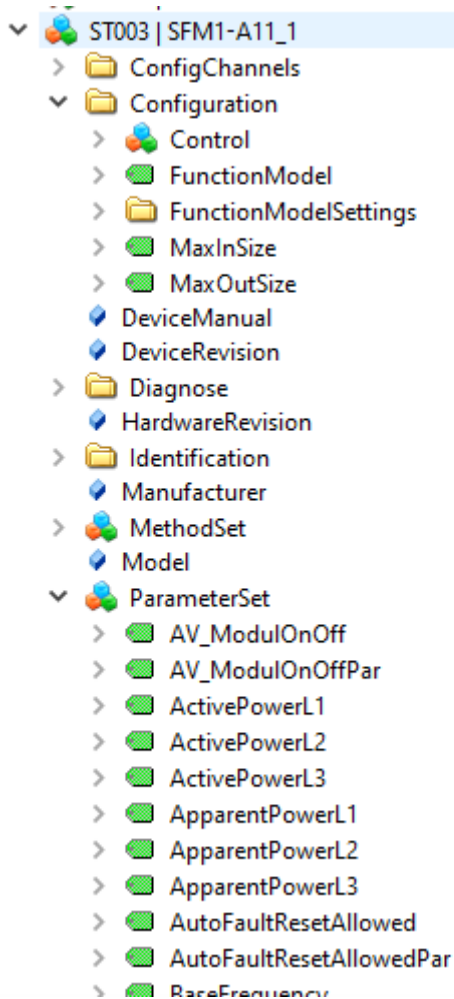 ST003 | SFM1-A11_1
ConfigChannels
Configuration
Control
FunctionModel
FunctionModelSettings
MaxInSize
MaxOutSize
DeviceManual
DeviceRevision
Diagnose
HardwareRevision
Identification
Manufacturer
MethodSet
Model
ParameterSet
AV_ModulOnOff
AV_ModulOnOffPar
ActivePowerL1
ActivePowerL2
ActivePowerL3
ApparentPowerL1
ApparentPowerL2
ApparentPowerL3
AutoFaultResetAllowed
AutoFaultResetAllowedPar
BaseFrequency